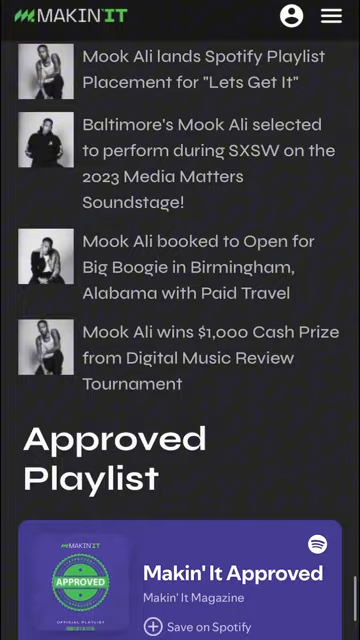 MAKIN'IT
Mook Ali lands Spotify Playlist
Placement for "Lets Get It"
Baltimore's Mook Ali selected
to perform during SXSW on the
2023 Media Matters
Soundstage!
Mook Ali booked to Open for
Big Boogie in Birmingham,
Alabama with Paid Travel
Mook Ali wins $1,000 Cash Prize
from Digital Music Review
Tournament
Approved
Playlist
MAKIN'IT
APPROVED
OFFICIAL PLAYLIST
Makin' It Approved
Makin' It Magazine
Save on Spotify